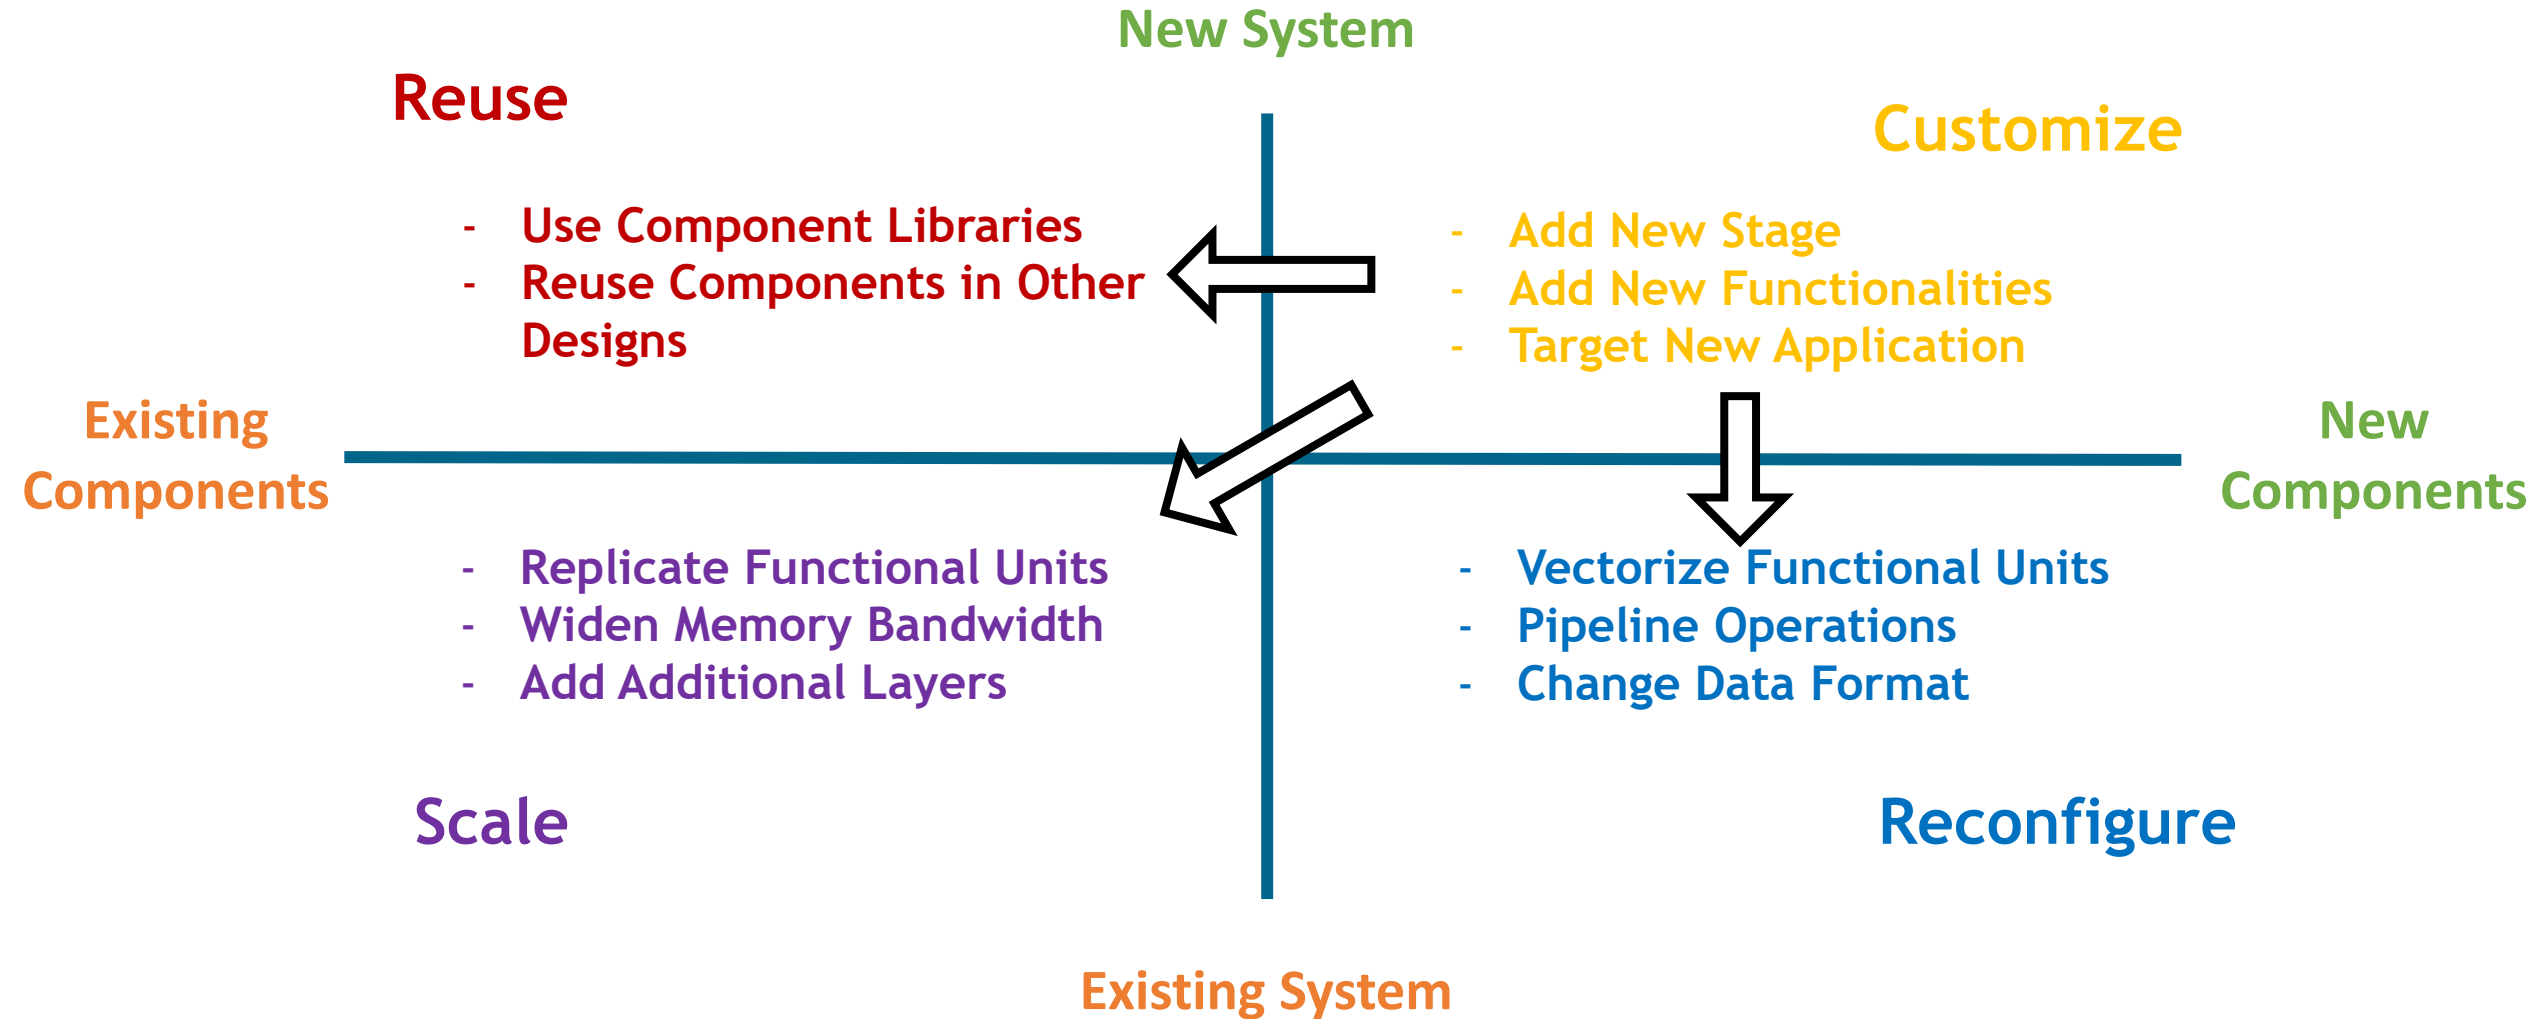 New System
Reuse
- Use Component Libraries
- Reuse Components in Other
Designs
Customize
- Add New Stage
- Add New Functionalities
- Target New Application
Existing
Components
New
Components
- Replicate Functional Units
- Widen Memory Bandwidth
- Add Additional Layers
Scale
- Vectorize Functional Units
- Pipeline Operations
- Change Data Format
Reconfigure
Existing System